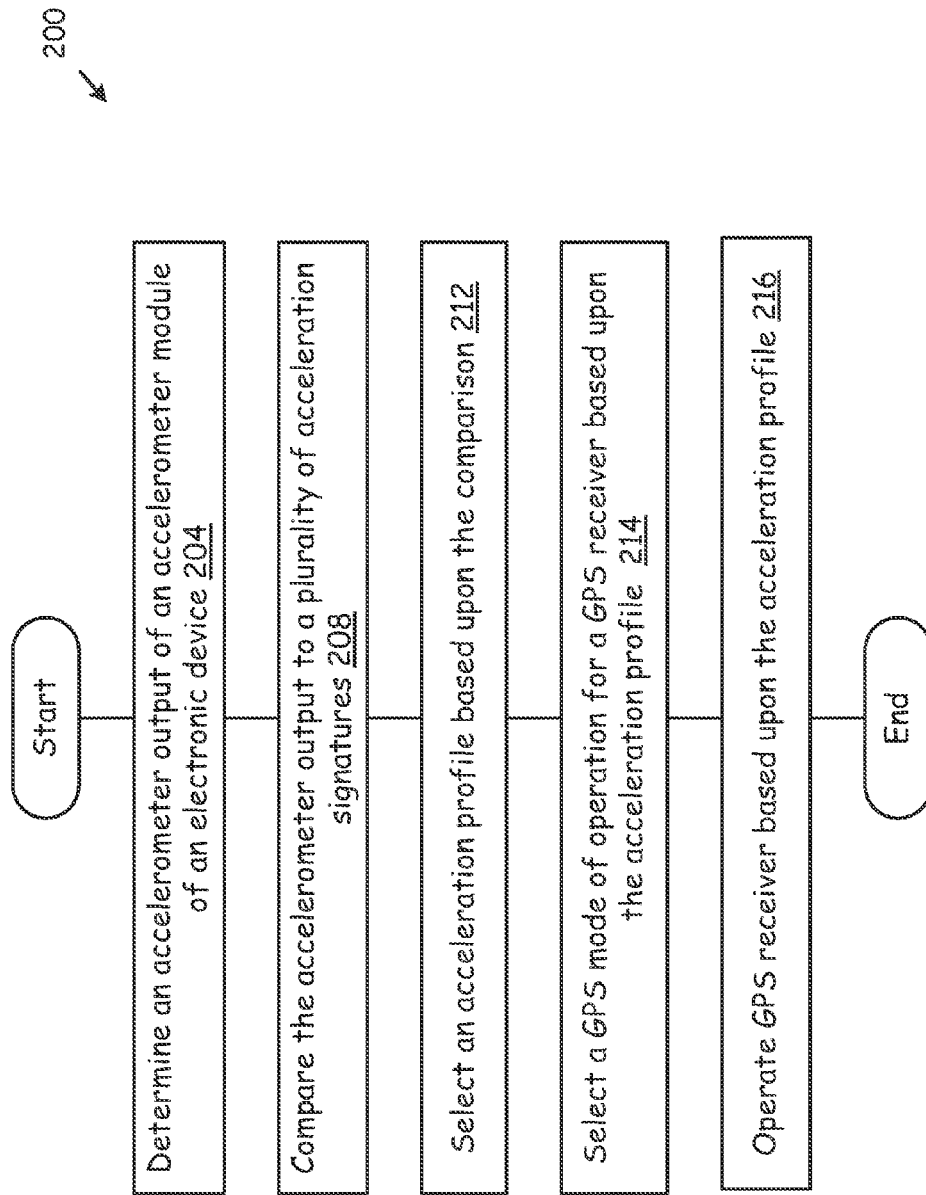 200
Start
Determine an accelerometer output of an accelerometer module
of an electronic device 204
Compare the accelerometer output to a plurality of acceleration
signatures 208
Select an acceleration profile based upon the comparison 212
Select a GPS mode of operation for a GPS receiver based upon
the acceleration profile 214
Operate GPS receiver based upon the acceleration profile 216
End